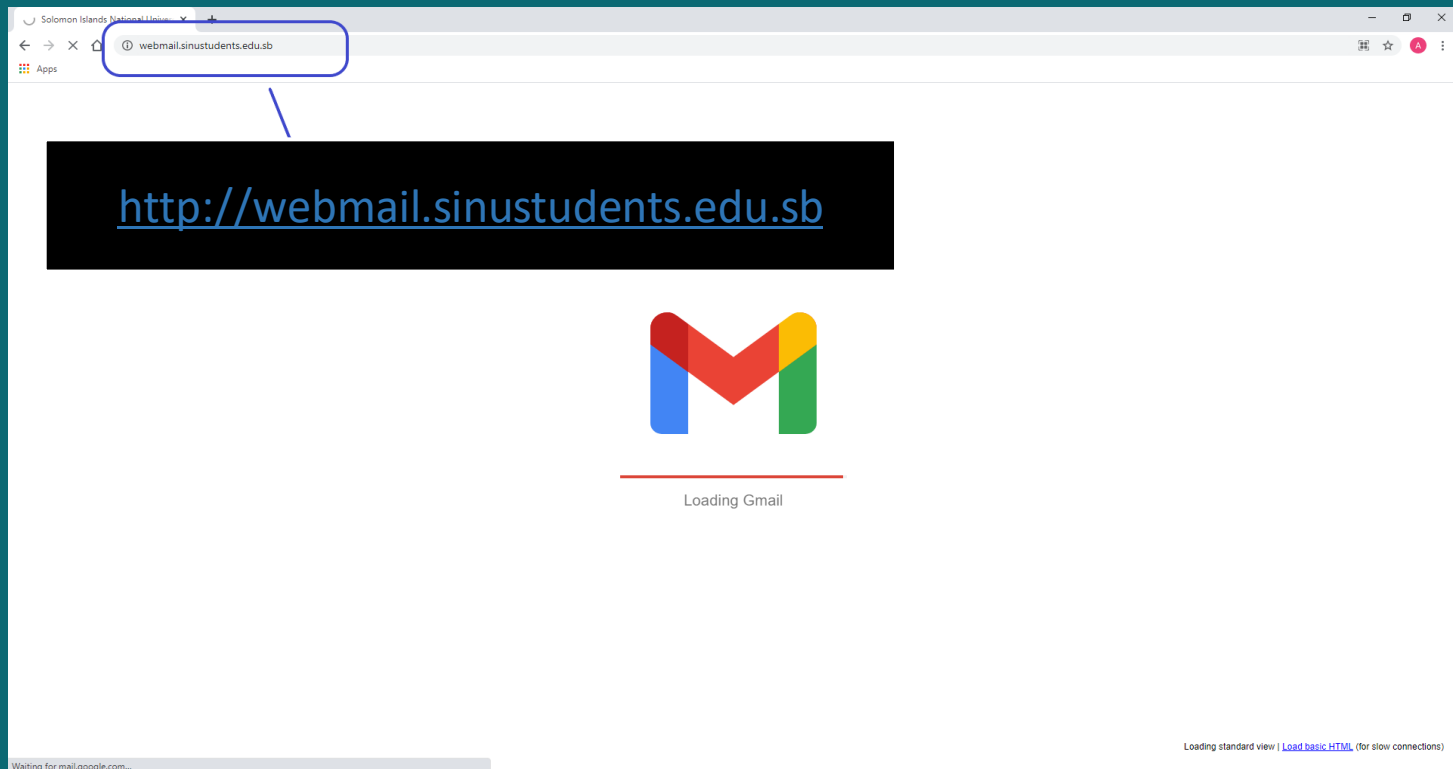 Solomon Islands National Unive
webmail.sinustudents.edu.sb
A
Apps
http://webmail.sinustudents.edu.sb
Loading Gmail
Loading standard view | Load basic HTML (for slow connections)
Waiting for mail.google.com...